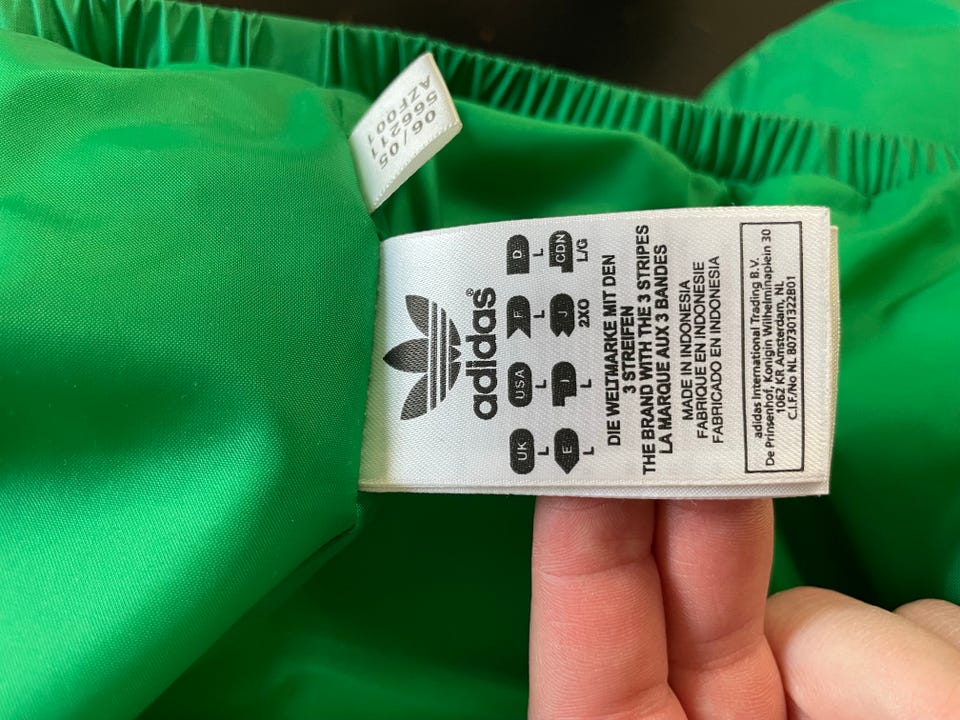 06/05
566211
AZF001
adidas®
UK USA F D
L L L L
E I J CDN
L L 2XO L/G
DIE WELTMARKE MIT DEN
3 STREIFEN
THE BRAND WITH THE 3 STRIPES
LA MARQUE AUX 3 BANDES
MADE IN INDONESIA
FABRIQUE EN INDONESIE
FABRICADO EN INDONESIA
adidas International Trading B.V.
De Prinsenhof, Konigin Wilhelminaplein 30
1062 KR Amsterdam, NL
C.I.F./No NL B07301322B01